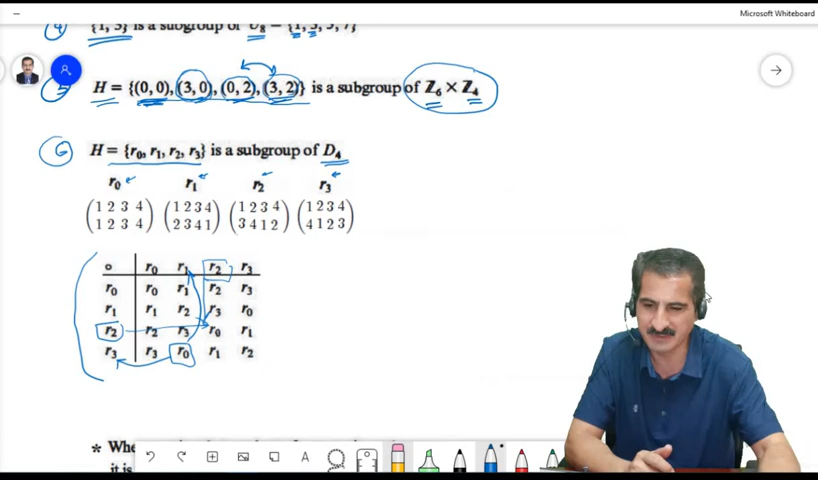 Microsoft Whiteboard
④ {1, 3} is a subgroup of U₈ = {1, 3, 5, 7}
5 H = {(0, 0), (3, 0), (0, 2), (3, 2)} is a subgroup of Z₆ × Z₄
6 H = {r₀, r₁, r₂, r₃} is a subgroup of D₄
r₀ r₁ r₂ r₃
(1 2 3 4) (1 2 3 4) (1 2 3 4) (1 2 3 4)
(1 2 3 4) (2 3 4 1) (3 4 1 2) (4 1 2 3)
o r₀ r₁ r₂ r₃
r₀ r₀ r₁ r₂ r₃
r₁ r₁ r₂ r₃ r₀
r₂ r₂ r₃ r₀ r₁
r₃ r₃ r₀ r₁ r₂
*
it is